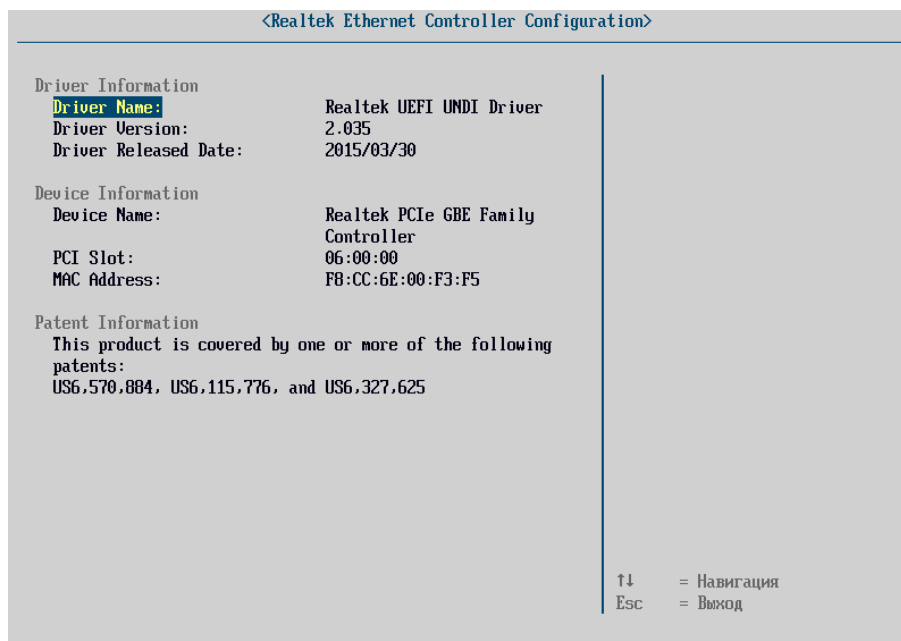 <Realtek Ethernet Controller Configuration>
Driver Information
Driver Name: Realtek UEFI UNDI Driver
Driver Version: 2.035
Driver Released Date: 2015/03/30
Device Information
Device Name: Realtek PCIe GBE Family
Controller
PCI Slot: 06:00:00
MAC Address: F8:CC:6E:00:F3:F5
Patent Information
This product is covered by one or more of the following
patents:
US6,570,884, US6,115,776, and US6,327,625
↑↓ = Навигация
Esc = Выход